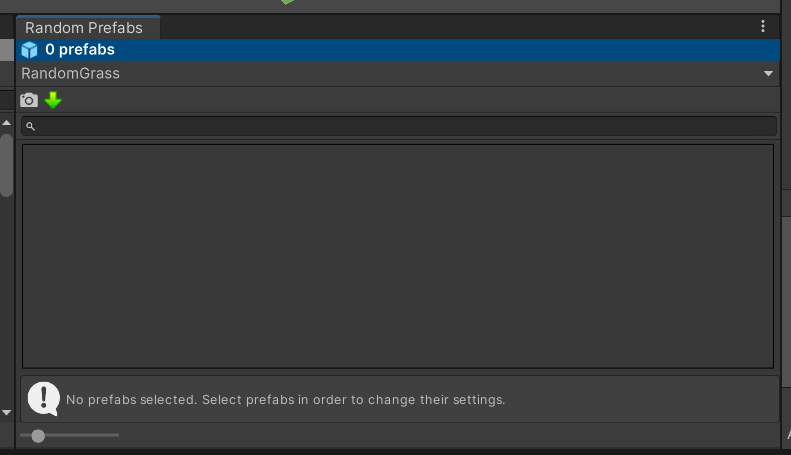 Random Prefabs
0 prefabs
RandomGrass
No prefabs selected. Select prefabs in order to change their settings.